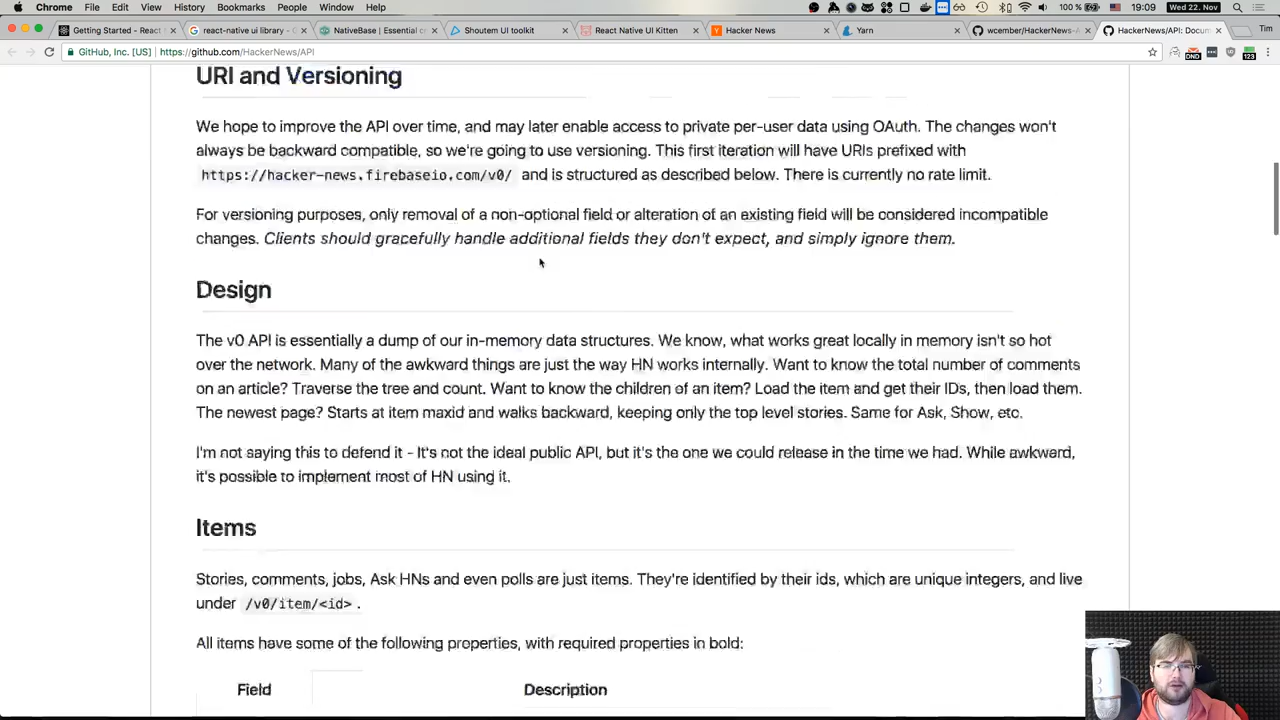 Chrome File Edit View History Bookmarks People Window Help 100 % 19:09 Wed 22. Nov
Getting Started - React react-native ui library - G NativeBase | Essential c Shoutem UI toolkit React Native UI Kitten Hacker News Yarn wcember/HackerNews-A HackerNews/API: Docum Tim
GitHub, Inc. [US] https://github.com/HackerNews/API DND 123
URI and Versioning
We hope to improve the API over time, and may later enable access to private per-user data using OAuth. The changes won't
always be backward compatible, so we're going to use versioning. This first iteration will have URIs prefixed with
https://hacker-news.firebaseio.com/v0/ and is structured as described below. There is currently no rate limit.
For versioning purposes, only removal of a non-optional field or alteration of an existing field will be considered incompatible
changes. Clients should gracefully handle additional fields they don't expect, and simply ignore them.
Design
The v0 API is essentially a dump of our in-memory data structures. We know, what works great locally in memory isn't so hot
over the network. Many of the awkward things are just the way HN works internally. Want to know the total number of comments
on an article? Traverse the tree and count. Want to know the children of an item? Load the item and get their IDs, then load them.
The newest page? Starts at item maxid and walks backward, keeping only the top level stories. Same for Ask, Show, etc.
I'm not saying this to defend it - It's not the ideal public API, but it's the one we could release in the time we had. While awkward,
it's possible to implement most of HN using it.
Items
Stories, comments, jobs, Ask HNs and even polls are just items. They're identified by their ids, which are unique integers, and live
under /v0/item/<id> .
All items have some of the following properties, with required properties in bold:
Field Description